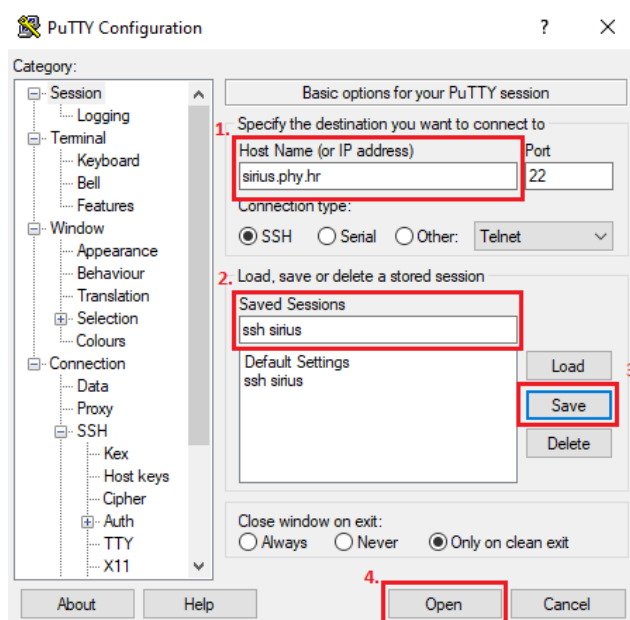 PuTTY Configuration ? ×
Category:
Session
Logging
Terminal
Keyboard
Bell
Features
Window
Appearance
Behaviour
Translation
Selection
Colours
Connection
Data
Proxy
SSH
Kex
Host keys
Cipher
Auth
TTY
X11
Basic options for your PuTTY session
1. Specify the destination you want to connect to
Host Name (or IP address) Port
sirius.phy.hr 22
Connection type:
SSH Serial Other: Telnet
2. Load, save or delete a stored session
Saved Sessions
ssh sirius
Default Settings
ssh sirius
Load
Save
Delete
Close window on exit:
Always Never Only on clean exit
4.
About Help Open Cancel